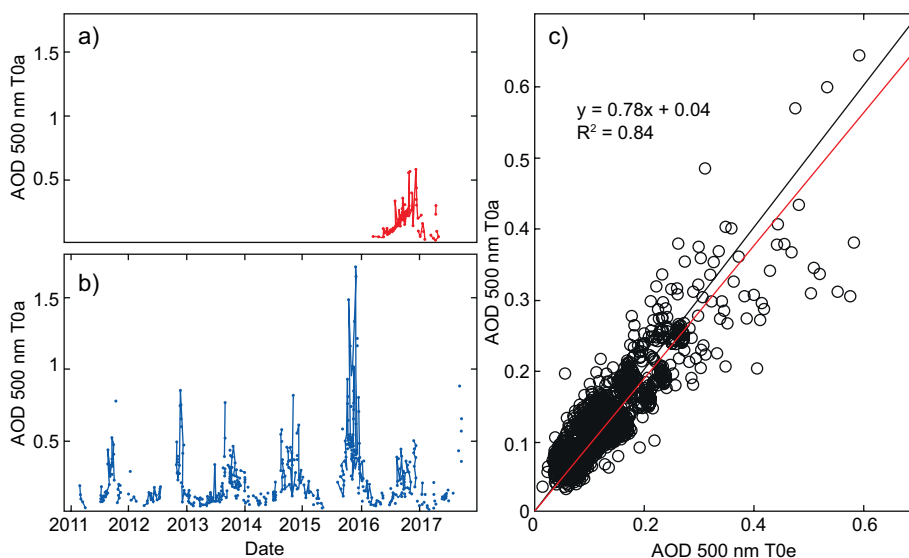 a)
AOD 500 nm T0a
1.5
1
0.5
b)
AOD 500 nm T0a
1.5
1
0.5
2011 2012 2013 2014 2015 2016 2017
Date
c)
y = 0.78x + 0.04
R² = 0.84
AOD 500 nm T0a
0.6
0.5
0.4
0.3
0.2
0.1
0
0 0.2 0.4 0.6
AOD 500 nm T0e